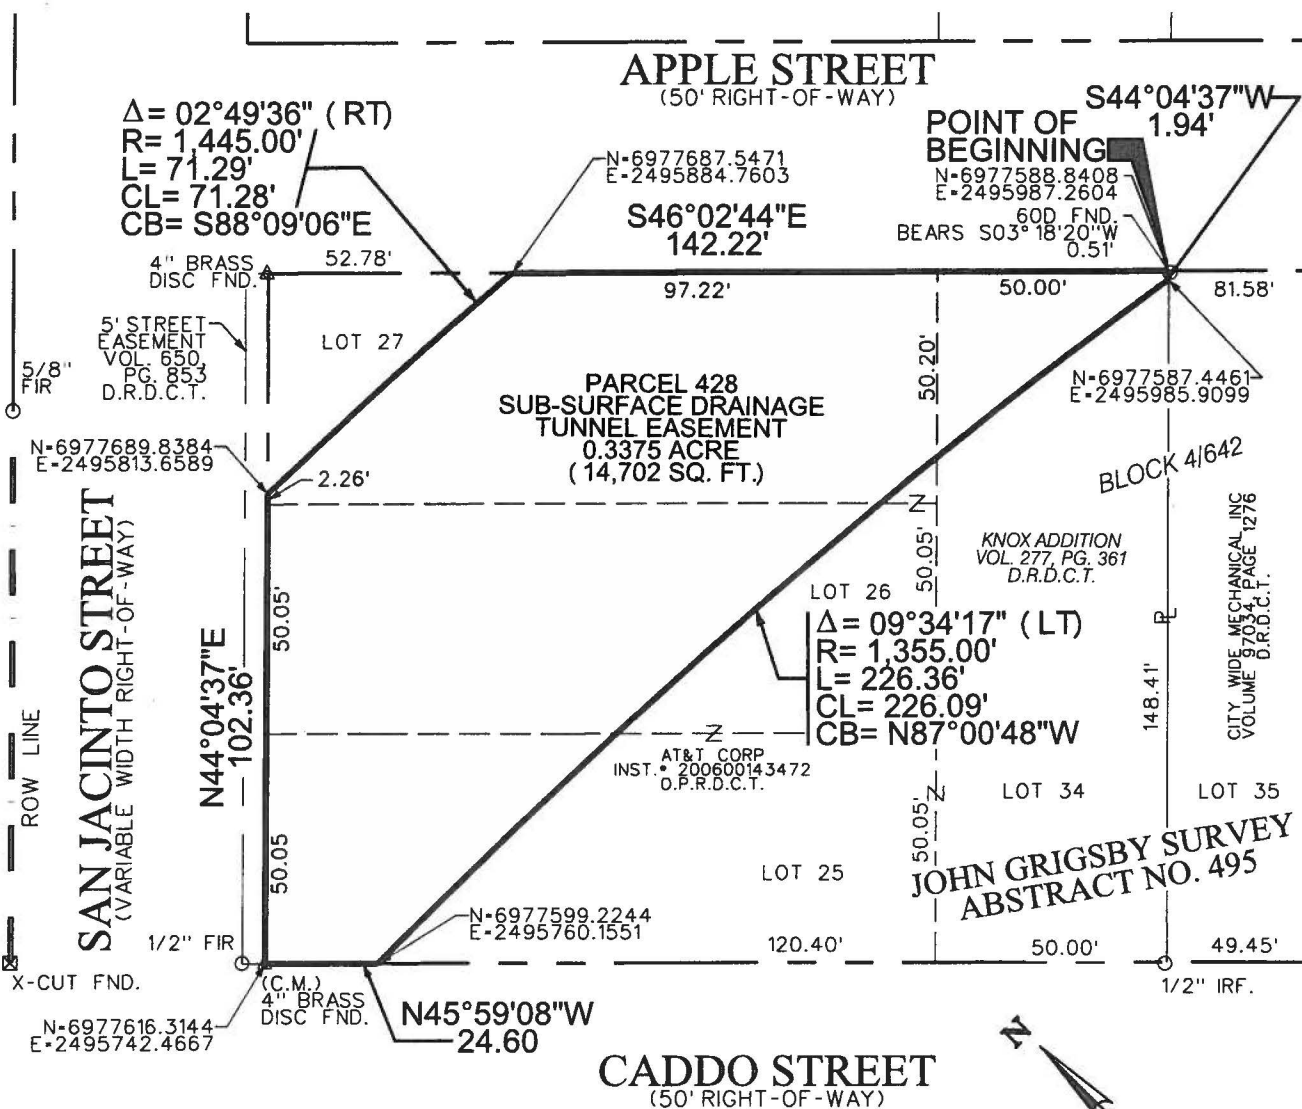 APPLE STREET
(50' RIGHT-OF-WAY)
Δ= 02°49'36" (RT)
R= 1,445.00'
L= 71.29'
CL= 71.28'
CB= S88°09'06"E
N=6977687.5471
E=2495884.7603
S46°02'44"E
142.22'
POINT OF
BEGINNING
S44°04'37"W
1.94'
N=6977588.8408
E=2495987.2604
60D FND.
BEARS S03°18'20"W
0.51'
4" BRASS
DISC FND.
52.78'
97.22'
50.00'
81.58'
5' STREET
EASEMENT
VOL. 650,
PG. 853
D.R.D.C.T.
LOT 27
5/8"
FIR
PARCEL 428
SUB-SURFACE DRAINAGE
TUNNEL EASEMENT
0.3375 ACRE
(14,702 SQ. FT.)
50.20'
N=6977587.4461
E=2495985.9099
N=6977689.8384
E=2495813.6589
2.26'
BLOCK 4/642
SAN JACINTO STREET
(VARIABLE WIDTH RIGHT-OF-WAY)
N44°04'37"E
102.36'
50.05'
Z
50.05'
KNOX ADDITION
VOL. 277, PG. 361
D.R.D.C.T.
CITY WIDE MECHANICAL, INC
VOLUME 97034, PAGE 1276
D.R.D.C.T.
LOT 26
Δ= 09°34'17" (LT)
R= 1,355.00'
L= 226.36'
CL= 226.09'
CB= N87°00'48"W
PL
148.41'
ROW LINE
Z
AT&T CORP
INST.# 200600143472
O.P.R.D.C.T.
50.05
50.05'
Z
LOT 34
LOT 35
LOT 25
JOHN GRIGSBY SURVEY
ABSTRACT NO. 495
N=6977599.2244
E=2495760.1551
1/2" FIR
120.40'
50.00'
49.45'
X-CUT FND.
(C.M.)
4" BRASS
DISC FND.
N45°59'08"W
24.60
1/2" IRF.
N=6977616.3144
E=2495742.4667
N
CADDO STREET
(50' RIGHT-OF-WAY)